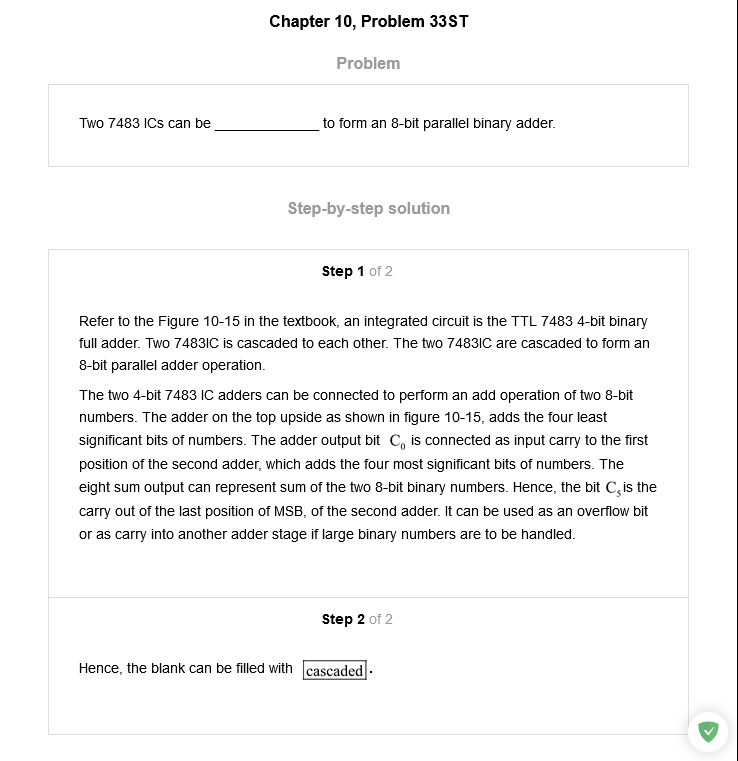 Chapter 10, Problem 33ST
Problem
Two 7483 ICs can be _____________ to form an 8-bit parallel binary adder.
Step-by-step solution
Step 1 of 2
Refer to the Figure 10-15 in the textbook, an integrated circuit is the TTL 7483 4-bit binary
full adder. Two 7483IC is cascaded to each other. The two 7483IC are cascaded to form an
8-bit parallel adder operation.
The two 4-bit 7483 IC adders can be connected to perform an add operation of two 8-bit
numbers. The adder on the top upside as shown in figure 10-15, adds the four least
significant bits of numbers. The adder output bit C₀ is connected as input carry to the first
position of the second adder, which adds the four most significant bits of numbers. The
eight sum output can represent sum of the two 8-bit binary numbers. Hence, the bit C₅ is the
carry out of the last position of MSB, of the second adder. It can be used as an overflow bit
or as carry into another adder stage if large binary numbers are to be handled.
Step 2 of 2
Hence, the blank can be filled with cascaded.